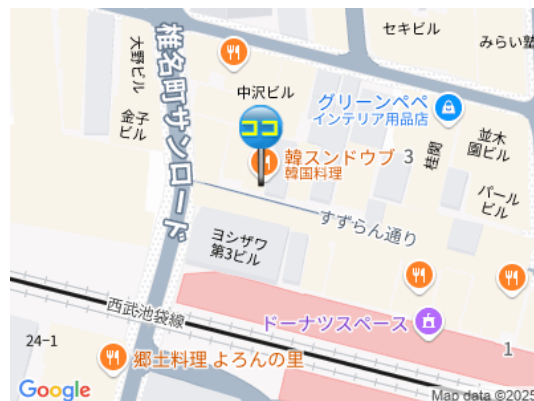 セキビル
みらい塾
大野ビル
椎名町サンロード
金子
ビル
中沢ビル
グリーンペペ
インテリア用品店
ココ
韓スンドウブ
韓国料理
3
桂関
並木
園ビル
パール
ビル
すずらん通り
ヨシザワ
第3ビル
西武池袋線
ドーナツスペース
24-1
郷土料理 よろんの里
1
Google
Map data ©2025